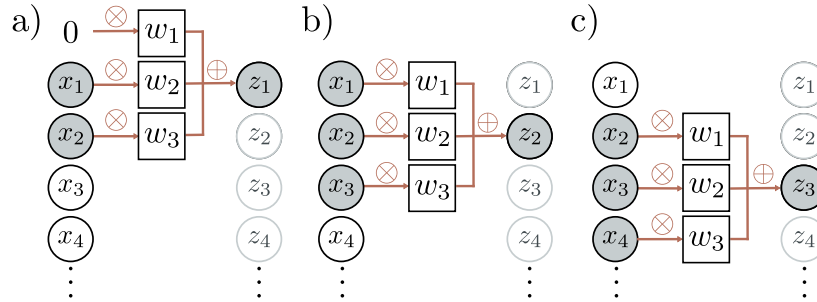 a) 0 ⊗ w₁ b) c)
x₁ ⊗ w₂ ⊕ z₁ x₁ ⊗ w₁ z₁ x₁ z₁
x₂ ⊗ w₃ z₂ x₂ ⊗ w₂ ⊕ z₂ x₂ ⊗ w₁ z₂
x₃ z₃ x₃ ⊗ w₃ z₃ x₃ ⊗ w₂ ⊕ z₃
x₄ z₄ x₄ z₄ x₄ ⊗ w₃ z₄
⋮ ⋮ ⋮ ⋮ ⋮ ⋮